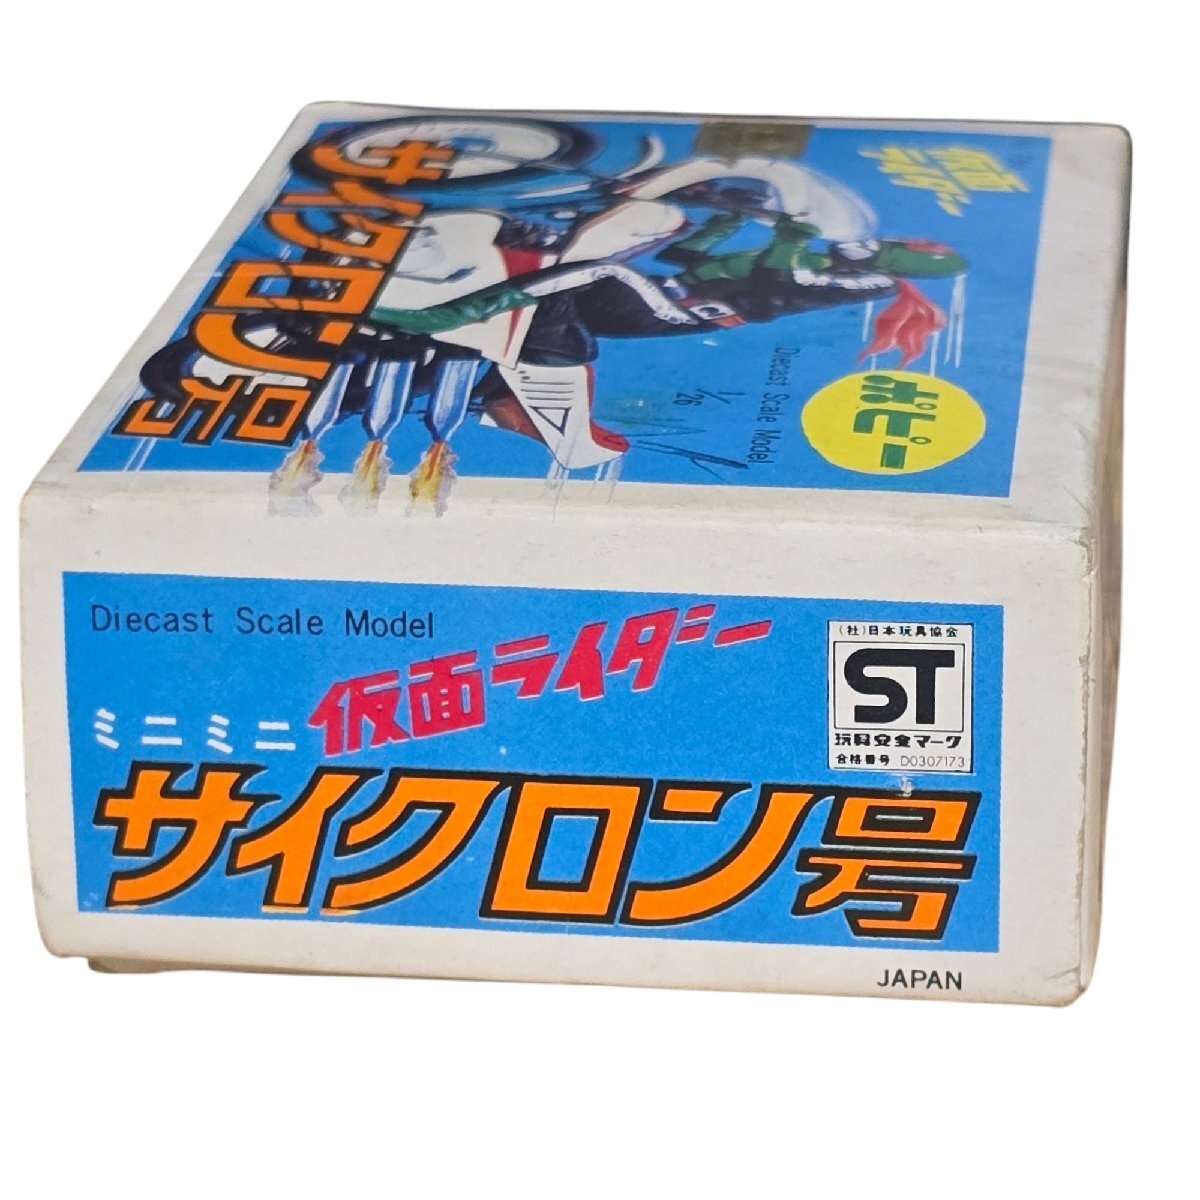 仮面
ライダー
サイクロン号
Diecast Scale Model
1/26
ポピー
Diecast Scale Model
ミニミニ 仮面ライダー
サイクロン号
(社)日本玩具協会
ST
玩具安全マーク
合格番号 D0307173
JAPAN